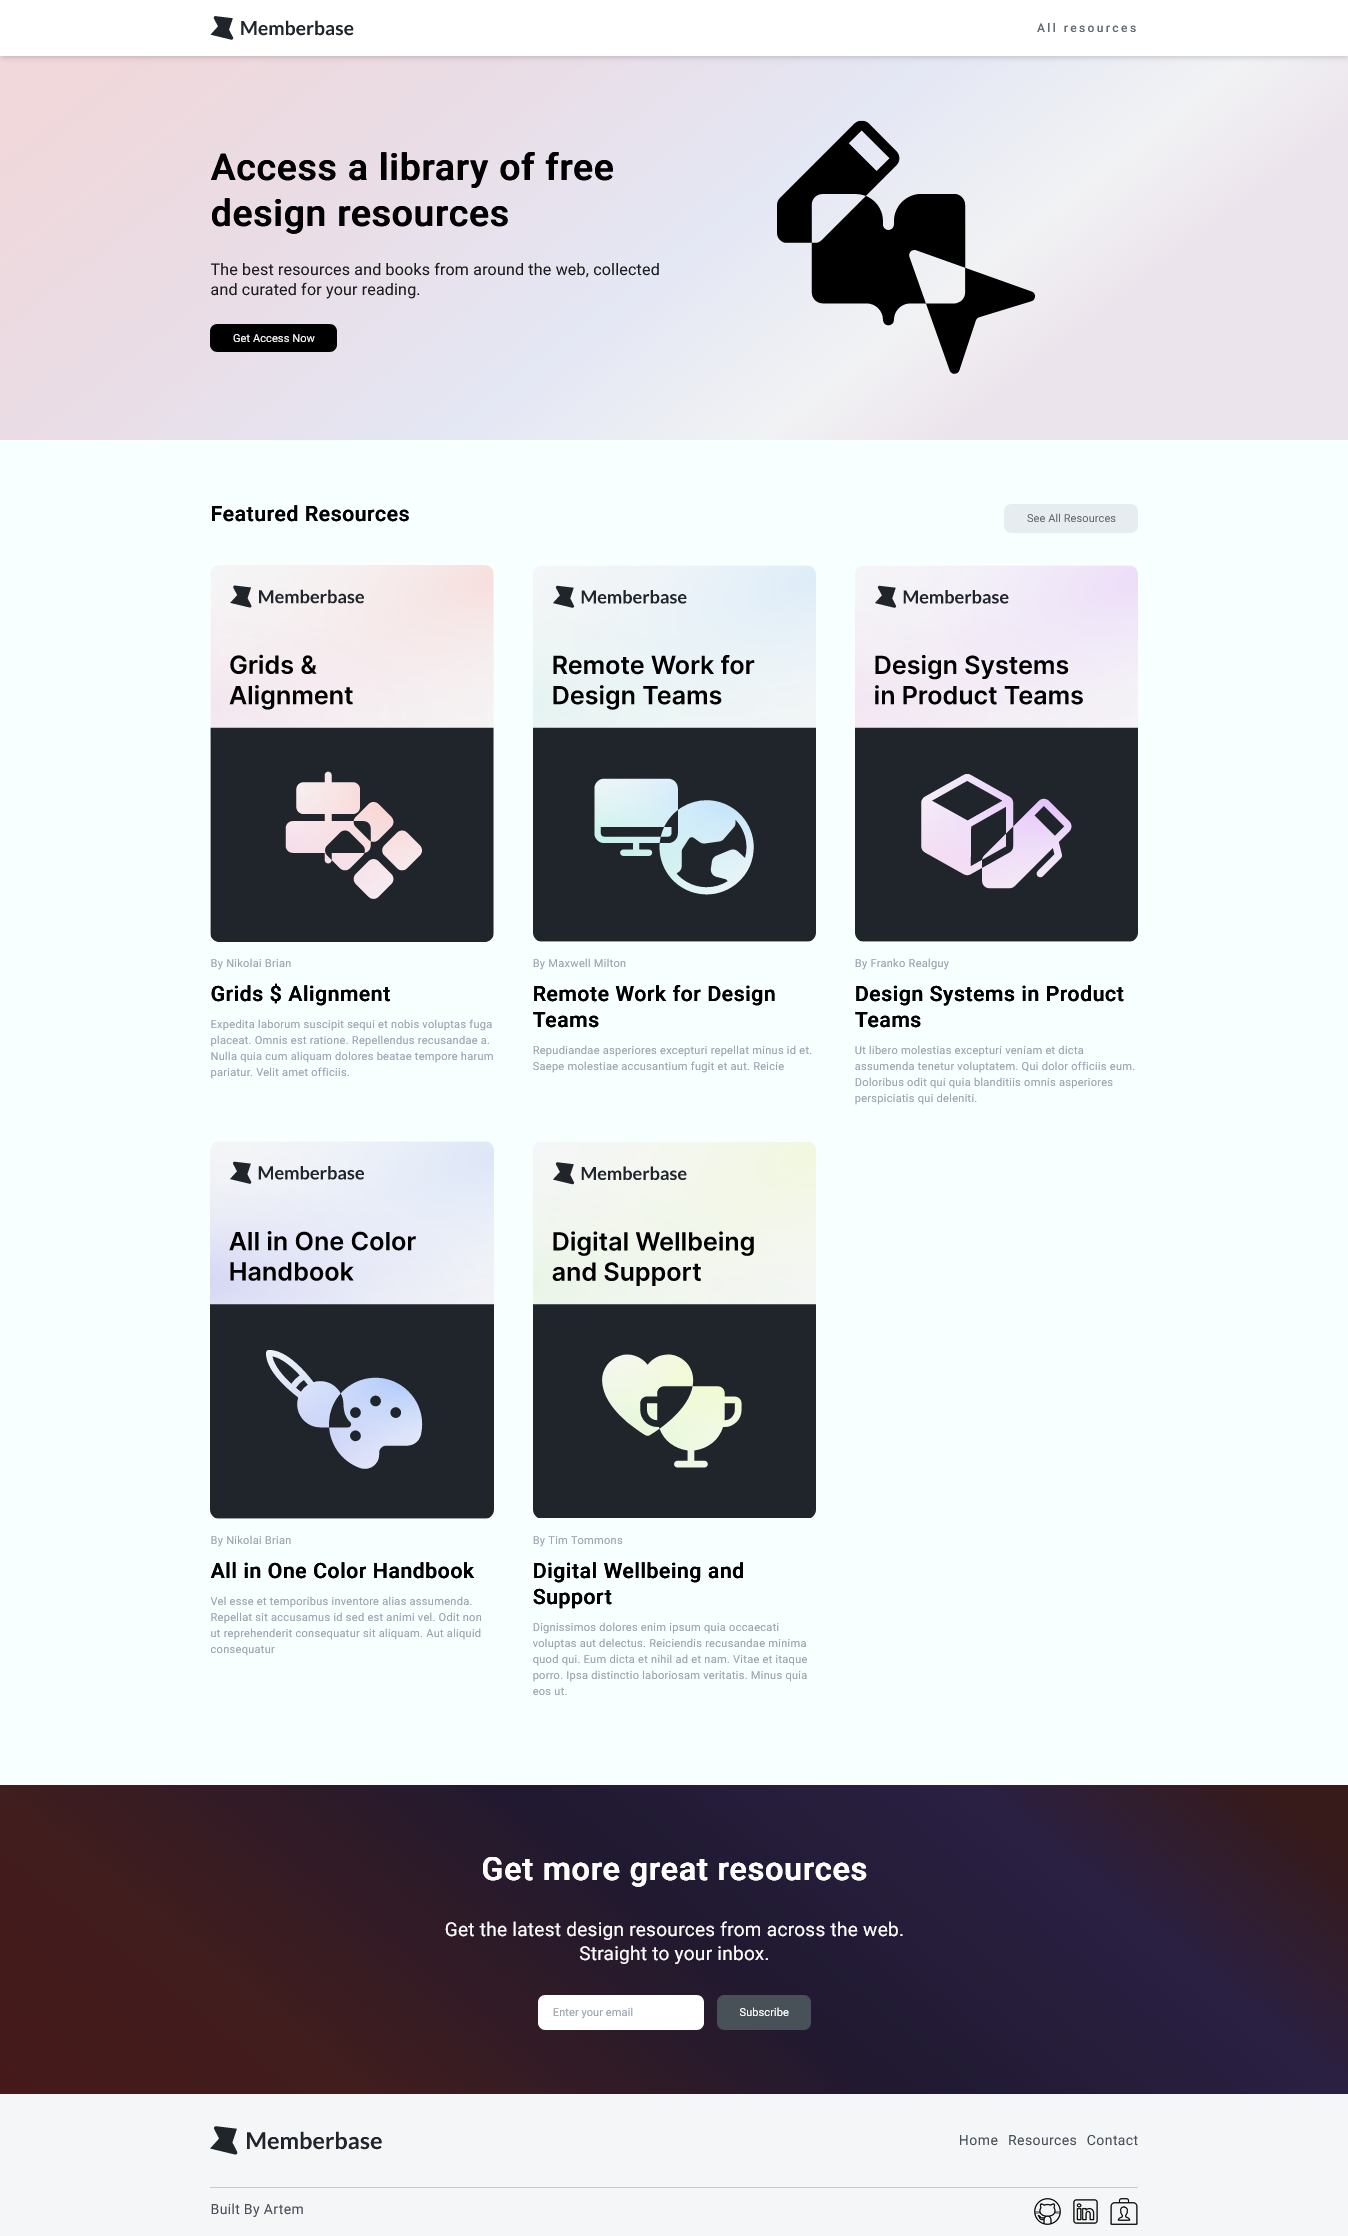 Memberbase
All resources
Access a library of free
design resources
The best resources and books from around the web, collected
and curated for your reading.
Get Access Now
Featured Resources
See All Resources
Memberbase
Grids &
Alignment
By Nikolai Brian
Grids $ Alignment
Expedita laborum suscipit sequi et nobis voluptas fuga
placeat. Omnis est ratione. Repellendus recusandae a.
Nulla quia cum aliquam dolores beatae tempore harum
pariatur. Velit amet officiis.
Memberbase
Remote Work for
Design Teams
By Maxwell Milton
Remote Work for Design
Teams
Repudiandae asperiores excepturi repellat minus id et.
Saepe molestiae accusantium fugit et aut. Reicie
Memberbase
Design Systems
in Product Teams
By Franko Realguy
Design Systems in Product
Teams
Ut libero molestias excepturi veniam et dicta
assumenda tenetur voluptatem. Qui dolor officiis eum.
Doloribus odit qui quia blanditiis omnis asperiores
perspiciatis qui deleniti.
Memberbase
All in One Color
Handbook
By Nikolai Brian
All in One Color Handbook
Vel esse et temporibus inventore alias assumenda.
Repellat sit accusamus id sed est animi vel. Odit non
ut reprehenderit consequatur sit aliquam. Aut aliquid
consequatur
Memberbase
Digital Wellbeing
and Support
By Tim Tommons
Digital Wellbeing and
Support
Dignissimos dolores enim ipsum quia occaecati
voluptas aut delectus. Reiciendis recusandae minima
quod qui. Eum dicta et nihil ad et nam. Vitae et itaque
porro. Ipsa distinctio laboriosam veritatis. Minus quia
eos ut.
Get more great resources
Get the latest design resources from across the web.
Straight to your inbox.
Enter your email
Subscribe
Memberbase
Home Resources Contact
Built By Artem
in